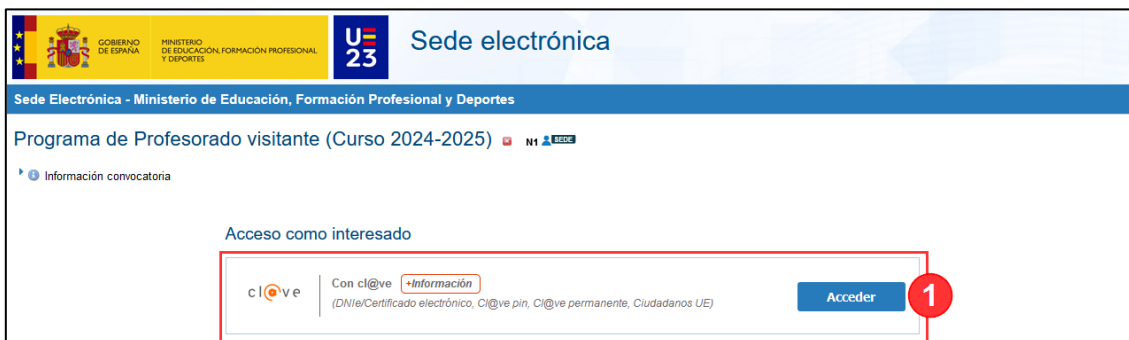 GOBIERNO
DE ESPAÑA
MINISTERIO
DE EDUCACIÓN, FORMACIÓN PROFESIONAL
Y DEPORTES
UE
23
Sede electrónica
Sede Electrónica - Ministerio de Educación, Formación Profesional y Deportes
Programa de Profesorado visitante (Curso 2024-2025) N1 SEDE
Información convocatoria
Acceso como interesado
cl@ve
Con cl@ve +Información
(DNIe/Certificado electrónico, Cl@ve pin, Cl@ve permanente, Ciudadanos UE)
Acceder
1